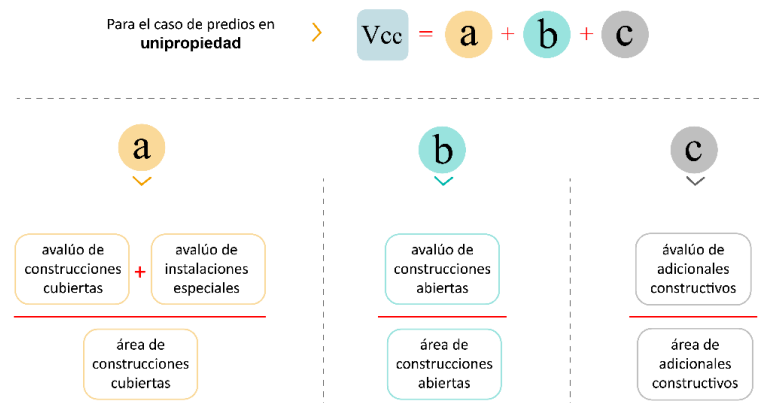 Para el caso de predios en
unipropiedad
Vcc = a + b + c
a
b
c
avalúo de
construcciones
cubiertas
+
avalúo de
instalaciones
especiales
área de
construcciones
cubiertas
avalúo de
construcciones
abiertas
área de
construcciones
abiertas
ávalúo de
adicionales
constructivos
área de
adicionales
constructivos